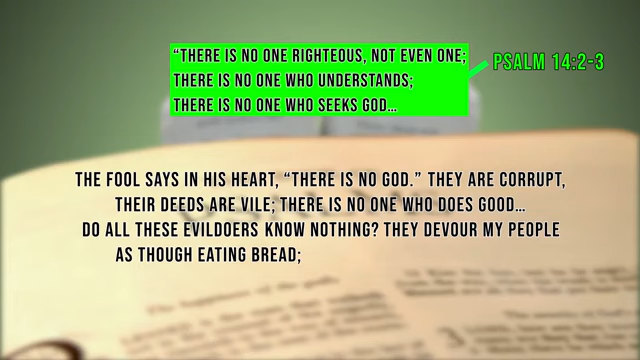 “THERE IS NO ONE RIGHTEOUS, NOT EVEN ONE;
THERE IS NO ONE WHO UNDERSTANDS;
THERE IS NO ONE WHO SEEKS GOD…
PSALM 14:2-3
THE FOOL SAYS IN HIS HEART, “THERE IS NO GOD.” THEY ARE CORRUPT,
THEIR DEEDS ARE VILE; THERE IS NO ONE WHO DOES GOOD…
DO ALL THESE EVILDOERS KNOW NOTHING? THEY DEVOUR MY PEOPLE
AS THOUGH EATING BREAD;